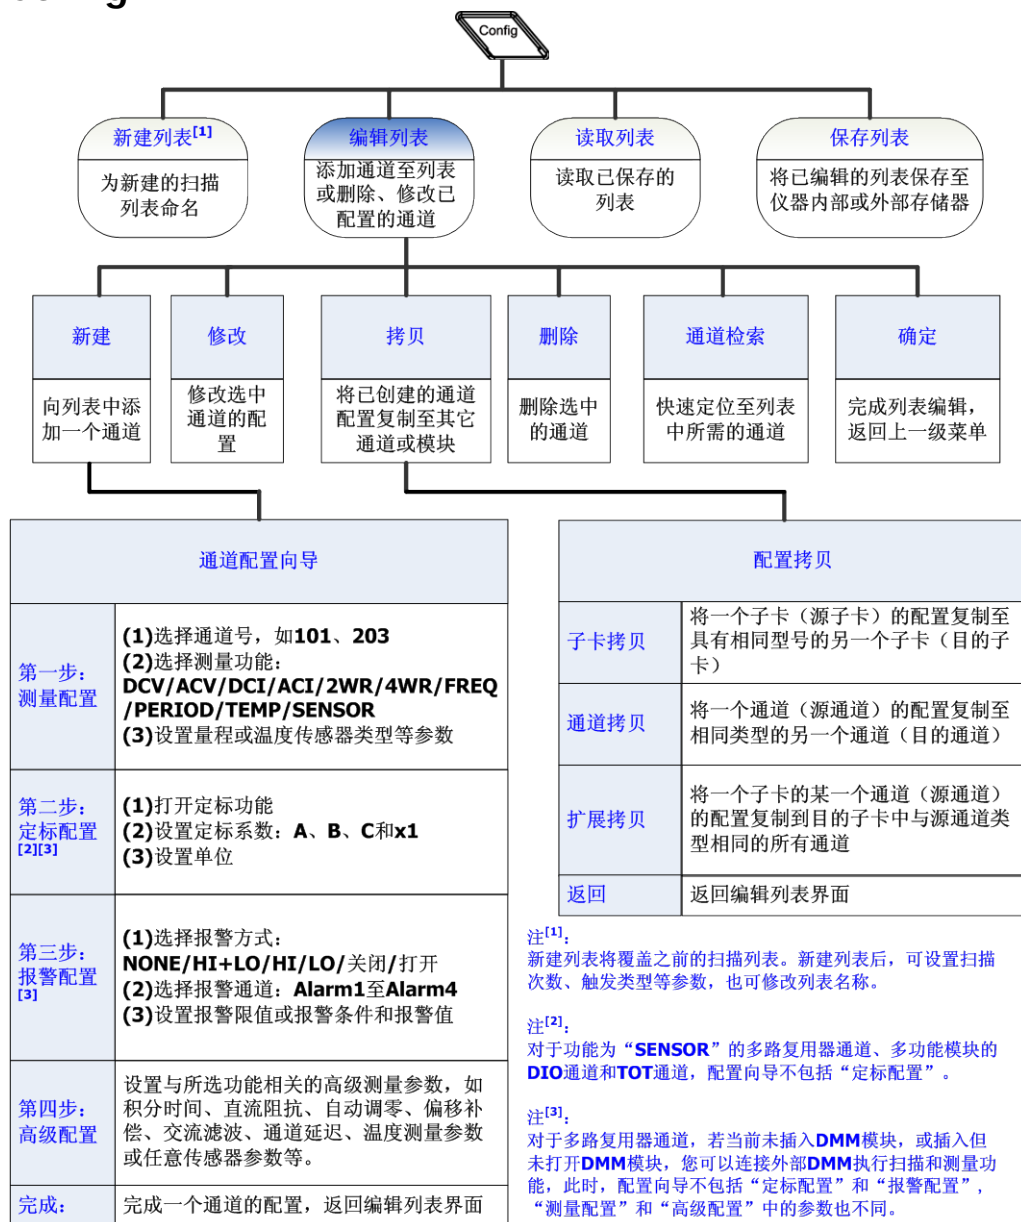 Config
新建列表[1]
为新建的扫描
列表命名
编辑列表
添加通道至列表
或删除、修改已
配置的通道
读取列表
读取已保存的
列表
保存列表
将已编辑的列表保存至
仪器内部或外部存储器
新建
向列表中添
加一个通道
修改
修改选中
通道的配
置
拷贝
将已创建的通道
配置复制至其它
通道或模块
删除
删除选中
的通道
通道检索
快速定位至列表
中所需的通道
确定
完成列表编辑，
返回上一级菜单
通道配置向导
第一步：
测量配置
(1)选择通道号，如101、203
(2)选择测量功能：
DCV/ACV/DCI/ACI/2WR/4WR/FREQ
/PERIOD/TEMP/SENSOR
(3)设置量程或温度传感器类型等参数
第二步：
定标配置
[2][3]
(1)打开定标功能
(2)设置定标系数：A、B、C和x1
(3)设置单位
第三步：
报警配置
[3]
(1)选择报警方式：
NONE/HI+LO/HI/LO/关闭/打开
(2)选择报警通道：Alarm1至Alarm4
(3)设置报警限值或报警条件和报警值
第四步：
高级配置
设置与所选功能相关的高级测量参数，如
积分时间、直流阻抗、自动调零、偏移补
偿、交流滤波、通道延迟、温度测量参数
或任意传感器参数等。
完成：
完成一个通道的配置，返回编辑列表界面
配置拷贝
子卡拷贝
将一个子卡（源子卡）的配置复制至
具有相同型号的另一个子卡（目的子
卡）
通道拷贝
将一个通道（源通道）的配置复制至
相同类型的另一个通道（目的通道）
扩展拷贝
将一个子卡的某一个通道（源通道）
的配置复制到目的子卡中与源通道类
型相同的所有通道
返回
返回编辑列表界面
注[1]：
新建列表将覆盖之前的扫描列表。新建列表后，可设置扫描
次数、触发类型等参数，也可修改列表名称。
注[2]：
对于功能为“SENSOR”的多路复用器通道、多功能模块的
DIO通道和TOT通道，配置向导不包括“定标配置”。
注[3]：
对于多路复用器通道，若当前未插入DMM模块，或插入但
未打开DMM模块，您可以连接外部DMM执行扫描和测量功
能，此时，配置向导不包括“定标配置”和“报警配置”，
“测量配置”和“高级配置”中的参数也不同。